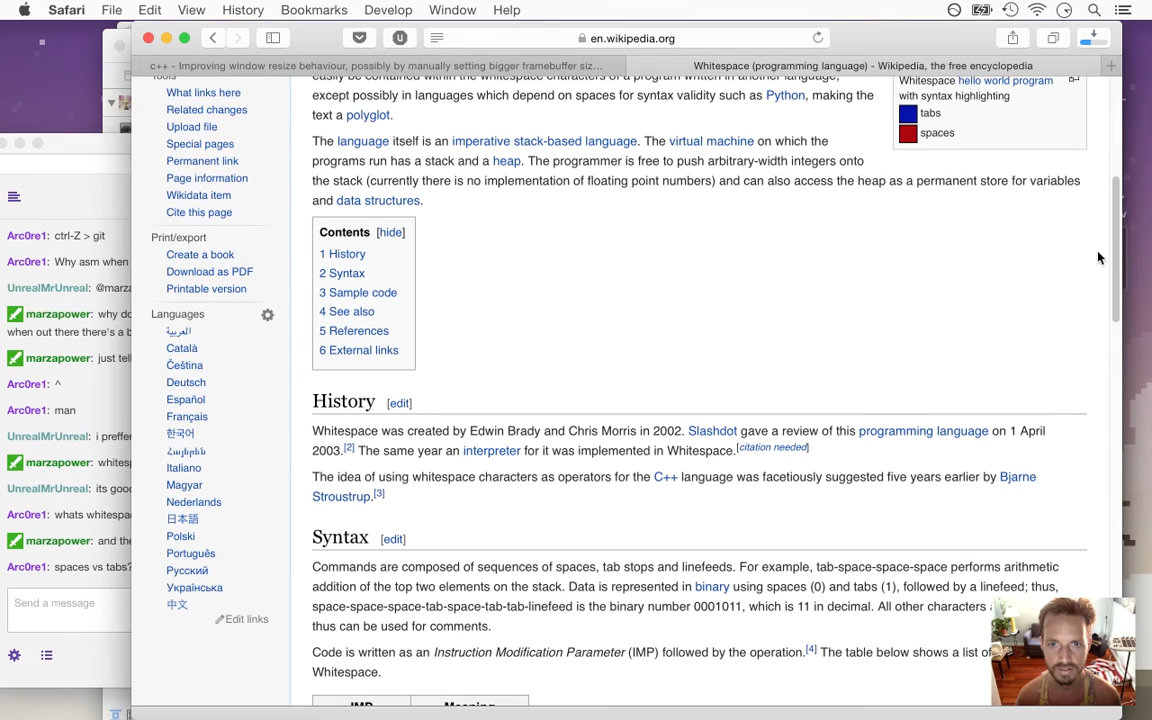 Safari File Edit View History Bookmarks Develop Window Help
en.wikipedia.org
c++ - Improving window resize behaviour, possibly by manually setting bigger framebuffer siz...
Whitespace (programming language) - Wikipedia, the free encyclopedia
Arc0re1: ctrl-Z > git
Arc0re1: Why asm when
UnrealMrUnreal: @marza
marzapower: why do
when out there there's a b
marzapower: just tell
Arc0re1: ^
Arc0re1: man
UnrealMrUnreal: i preffer
marzapower: whitesp
UnrealMrUnreal: its good
Arc0re1: whats whitespa
marzapower: and the
Arc0re1: spaces vs tabs?
Send a message
Tools
What links here
Related changes
Upload file
Special pages
Permanent link
Page information
Wikidata item
Cite this page
Print/export
Create a book
Download as PDF
Printable version
Languages
العربية
Català
Čeština
Deutsch
Español
Français
한국어
Հայերեն
Italiano
Magyar
Nederlands
日本語
Polski
Português
Русский
Українська
中文
Edit links
easily be contained within the whitespace characters of a program written in another language,
except possibly in languages which depend on spaces for syntax validity such as Python, making the
text a polyglot.
The language itself is an imperative stack-based language. The virtual machine on which the
programs run has a stack and a heap. The programmer is free to push arbitrary-width integers onto
the stack (currently there is no implementation of floating point numbers) and can also access the heap as a permanent store for variables
and data structures.
Whitespace hello world program
with syntax highlighting
tabs
spaces
Contents [hide]
1 History
2 Syntax
3 Sample code
4 See also
5 References
6 External links
History [edit]
Whitespace was created by Edwin Brady and Chris Morris in 2002. Slashdot gave a review of this programming language on 1 April
2003.[2] The same year an interpreter for it was implemented in Whitespace.[citation needed]
The idea of using whitespace characters as operators for the C++ language was facetiously suggested five years earlier by Bjarne
Stroustrup.[3]
Syntax [edit]
Commands are composed of sequences of spaces, tab stops and linefeeds. For example, tab-space-space-space performs arithmetic
addition of the top two elements on the stack. Data is represented in binary using spaces (0) and tabs (1), followed by a linefeed; thus,
space-space-space-tab-space-tab-tab-linefeed is the binary number 0001011, which is 11 in decimal. All other characters
thus can be used for comments.
Code is written as an Instruction Modification Parameter (IMP) followed by the operation.[4] The table below shows a list of
Whitespace.
IMP Meaning